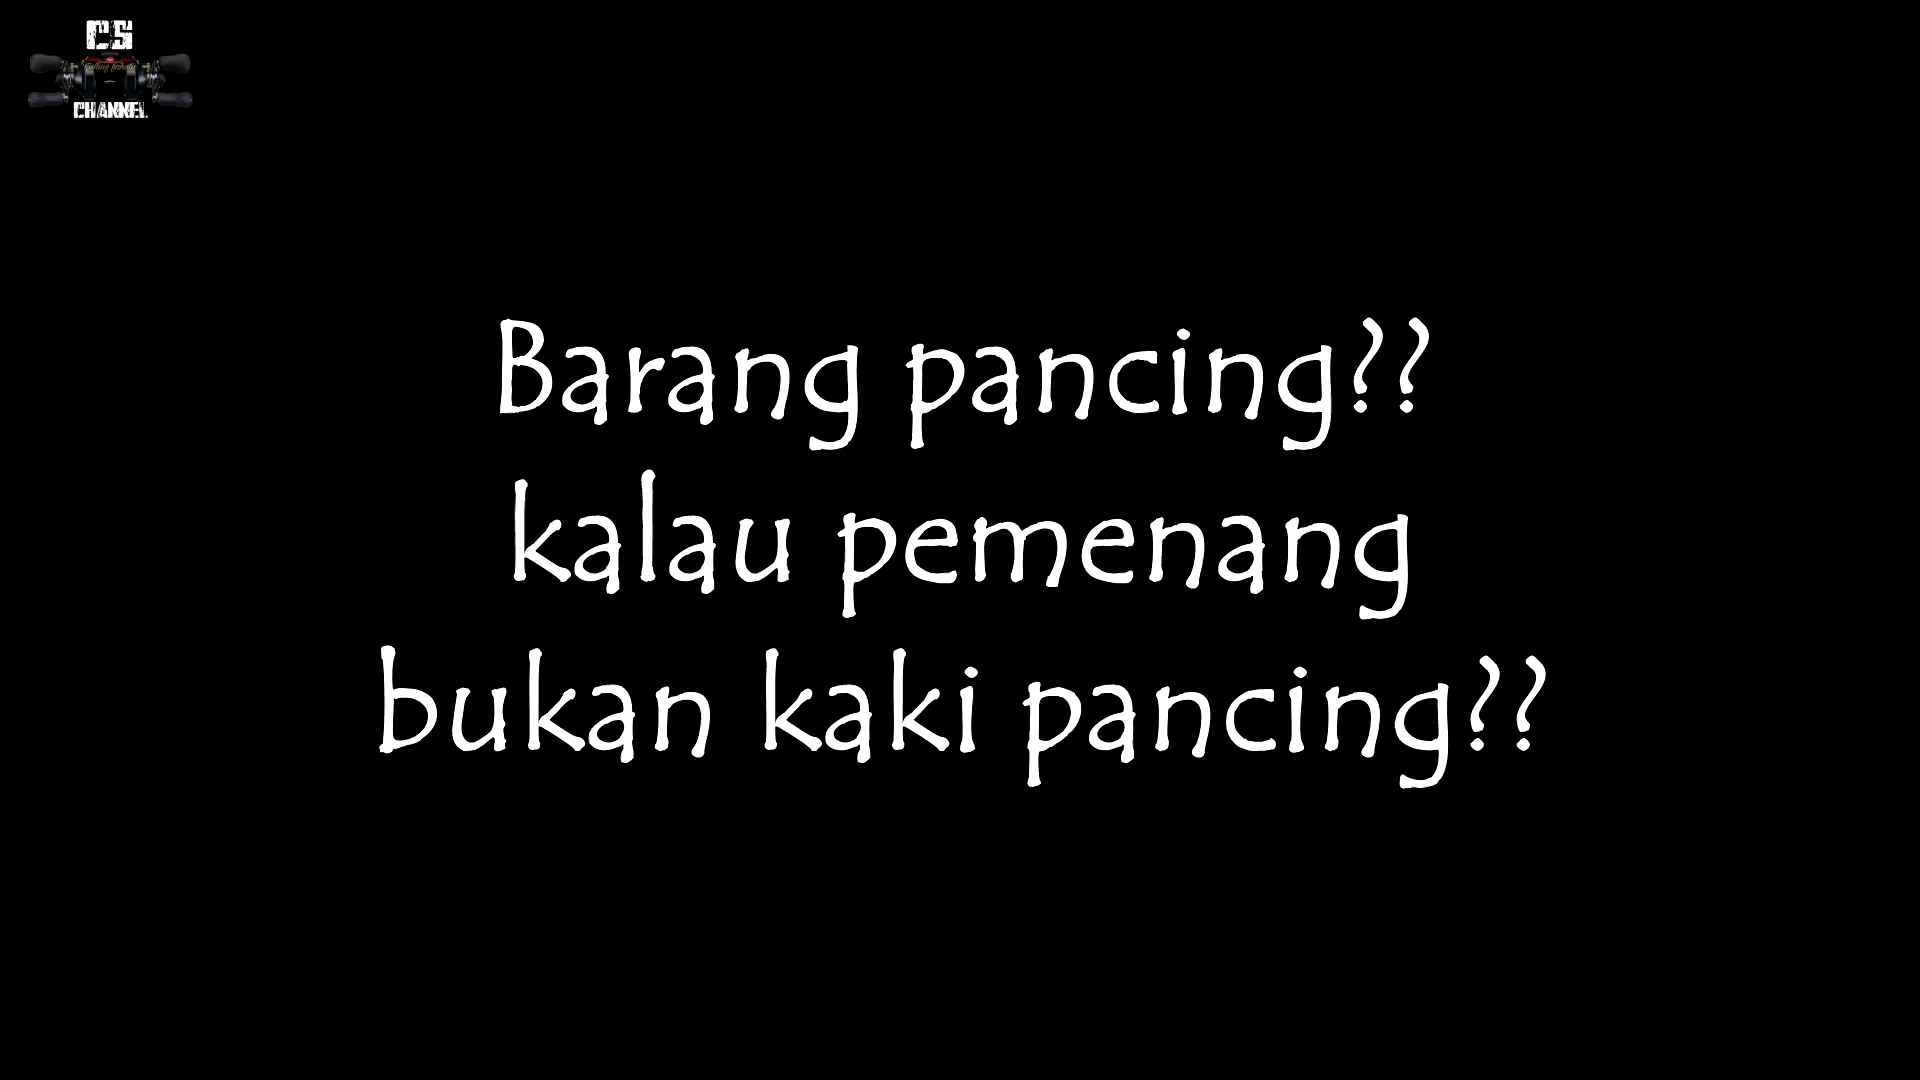 CS
CHANNEL
Barang pancing??
kalau pemenang
bukan kaki pancing??